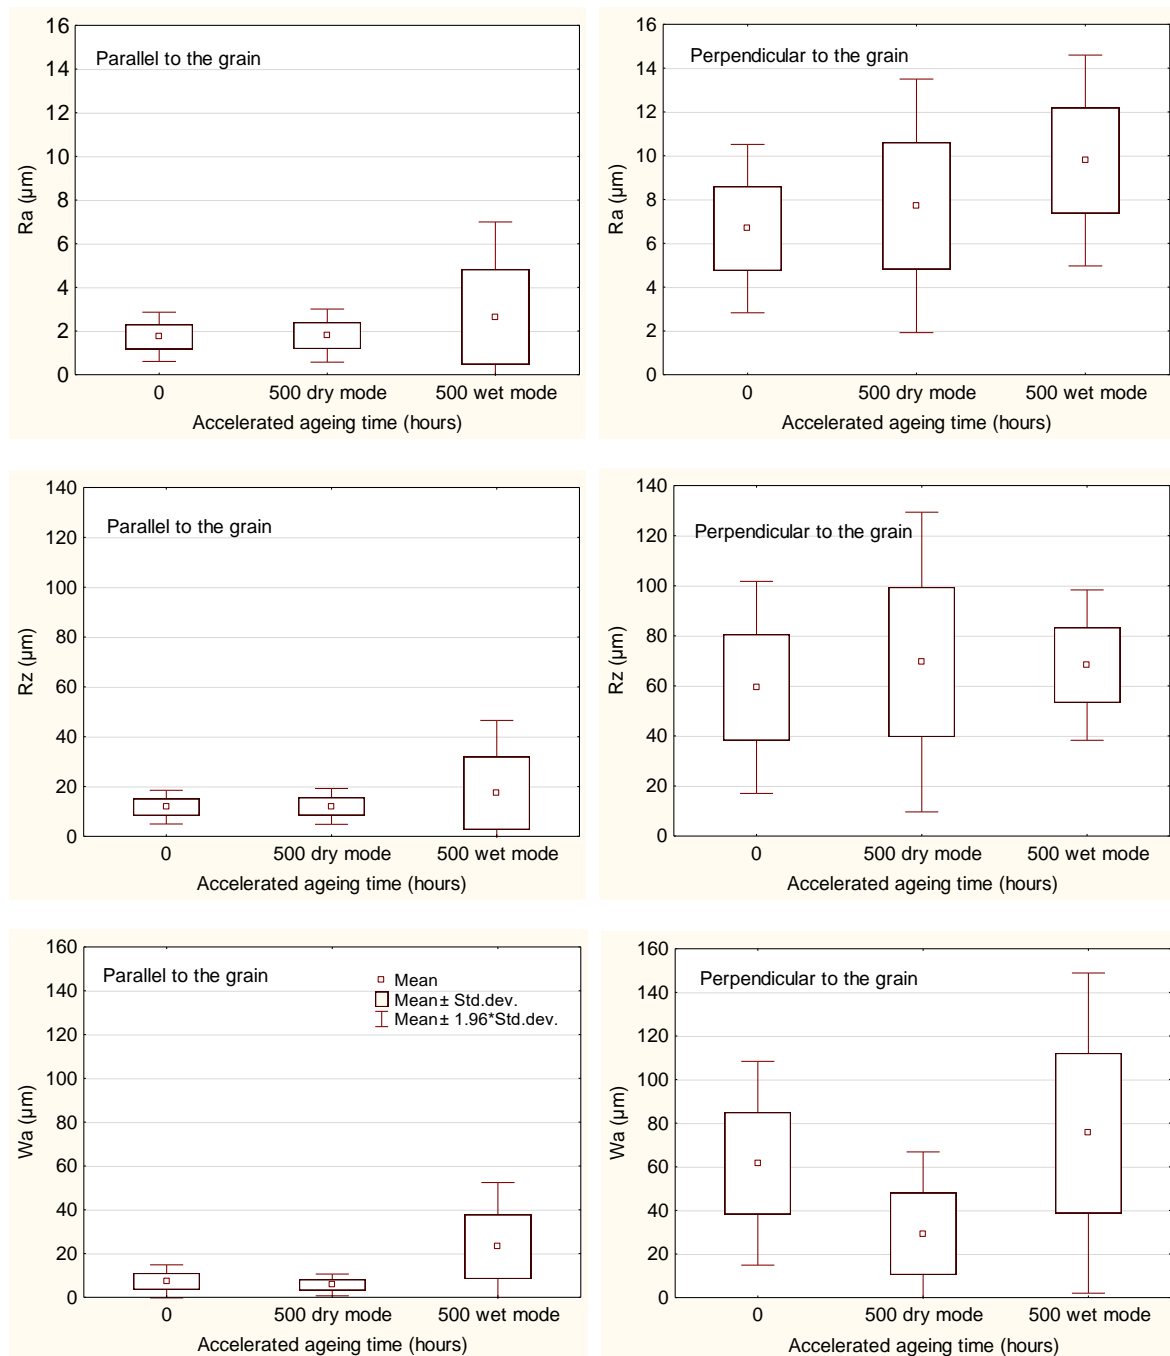 16
14
12
10
8
6
4
2
0
Ra (µm)
Parallel to the grain
0
500 dry mode
500 wet mode
Accelerated ageing time (hours)
16
14
12
10
8
6
4
2
0
Ra (µm)
Perpendicular to the grain
0
500 dry mode
500 wet mode
Accelerated ageing time (hours)
140
120
100
80
60
40
20
0
Rz (µm)
Parallel to the grain
0
500 dry mode
500 wet mode
Accelerated ageing time (hours)
140
120
100
80
60
40
20
0
Rz (µm)
Perpendicular to the grain
0
500 dry mode
500 wet mode
Accelerated ageing time (hours)
160
140
120
100
80
60
40
20
0
Wa (µm)
Parallel to the grain
Mean
Mean± Std.dev.
Mean± 1.96*Std.dev.
0
500 dry mode
500 wet mode
Accelerated ageing time (hours)
160
140
120
100
80
60
40
20
0
Wa (µm)
Perpendicular to the grain
0
500 dry mode
500 wet mode
Accelerated ageing time (hours)